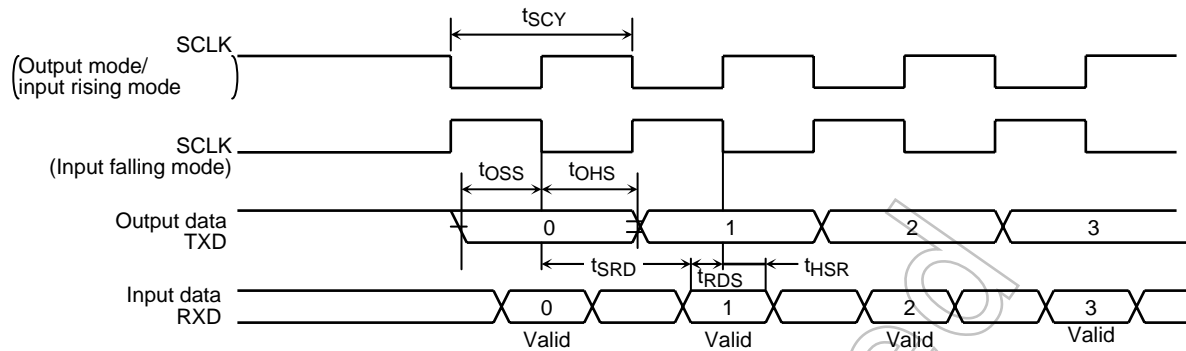 tSCY
SCLK
(Output mode/
input rising mode)
SCLK
(Input falling mode)
tOSS tOHS
Output data
TXD
0 1 2 3
tSRD tRDS tHSR
Input data
RXD
0 1 2 3
Valid Valid Valid Valid